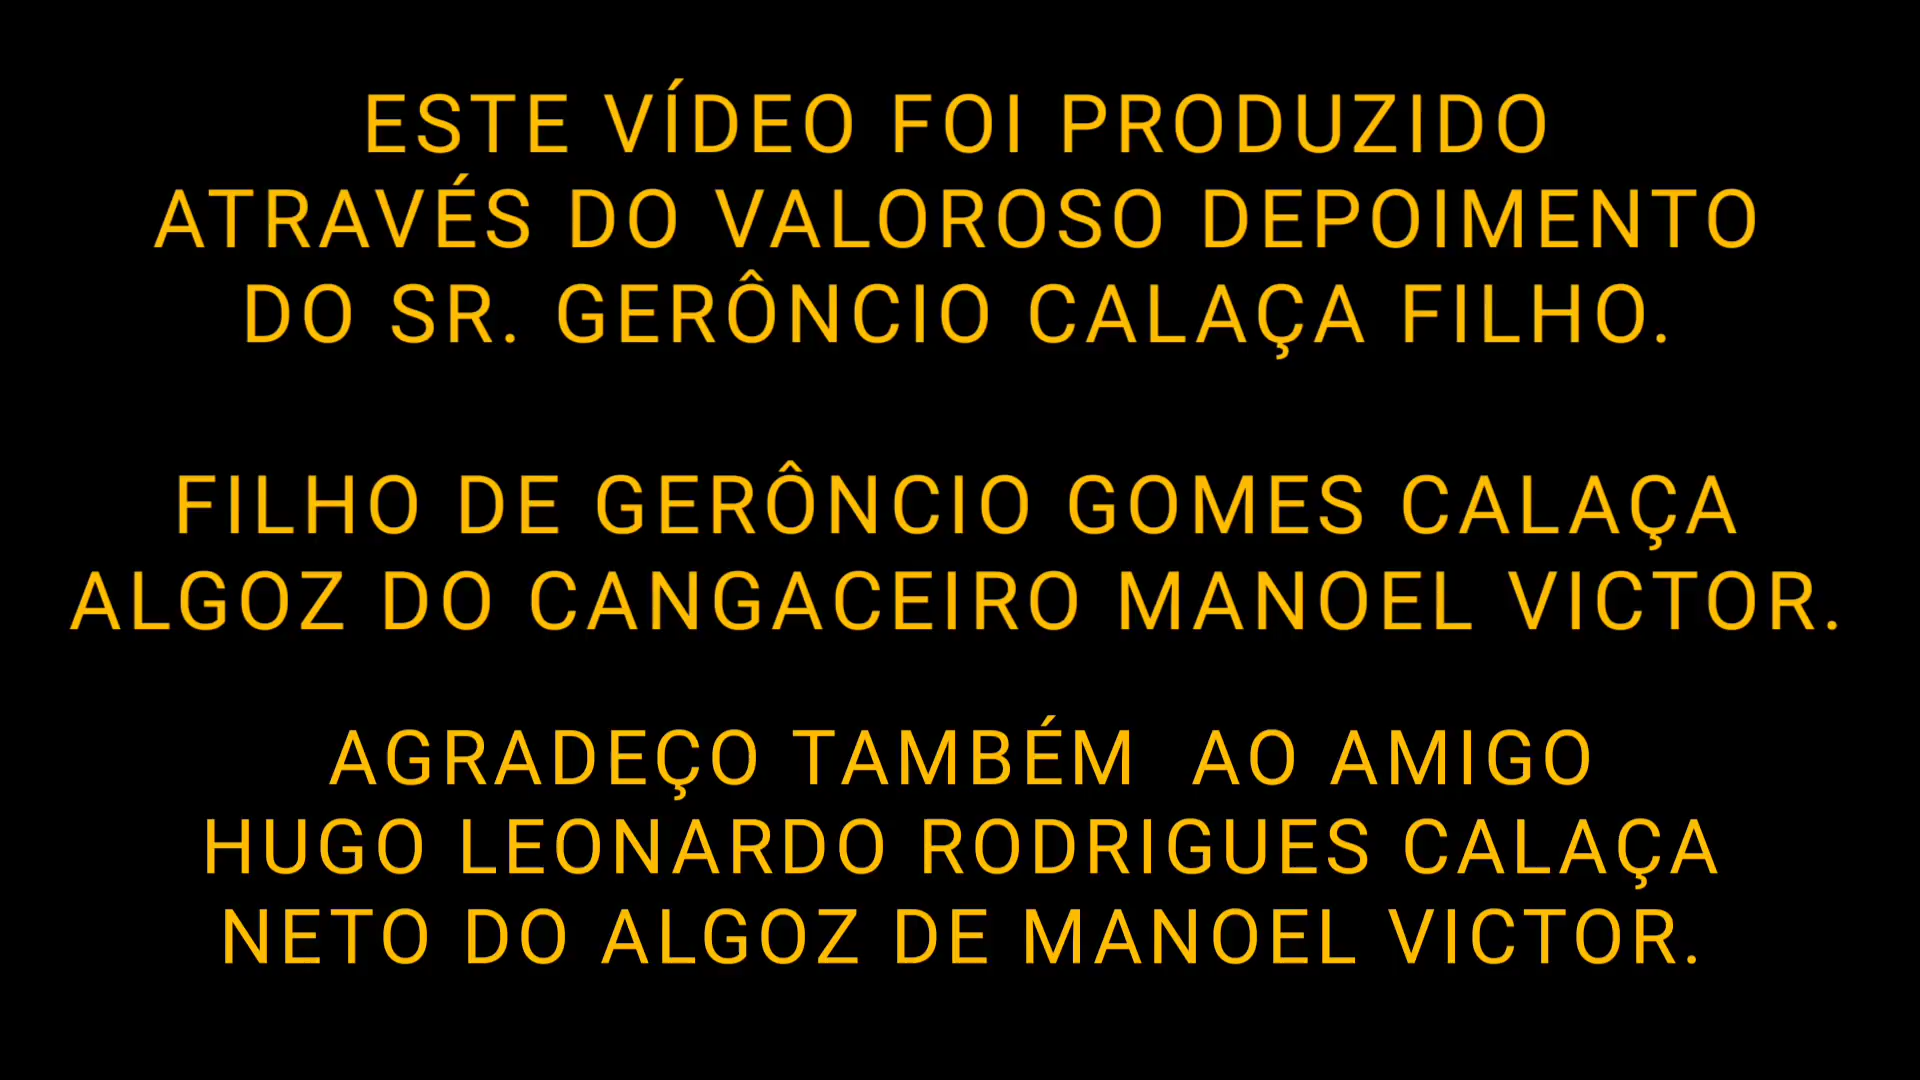 ESTE VÍDEO FOI PRODUZIDO
ATRAVÉS DO VALOROSO DEPOIMENTO
DO SR. GERÔNCIO CALAÇA FILHO.
FILHO DE GERÔNCIO GOMES CALAÇA
ALGOZ DO CANGACEIRO MANOEL VICTOR.
AGRADEÇO TAMBÉM AO AMIGO
HUGO LEONARDO RODRIGUES CALAÇA
NETO DO ALGOZ DE MANOEL VICTOR.